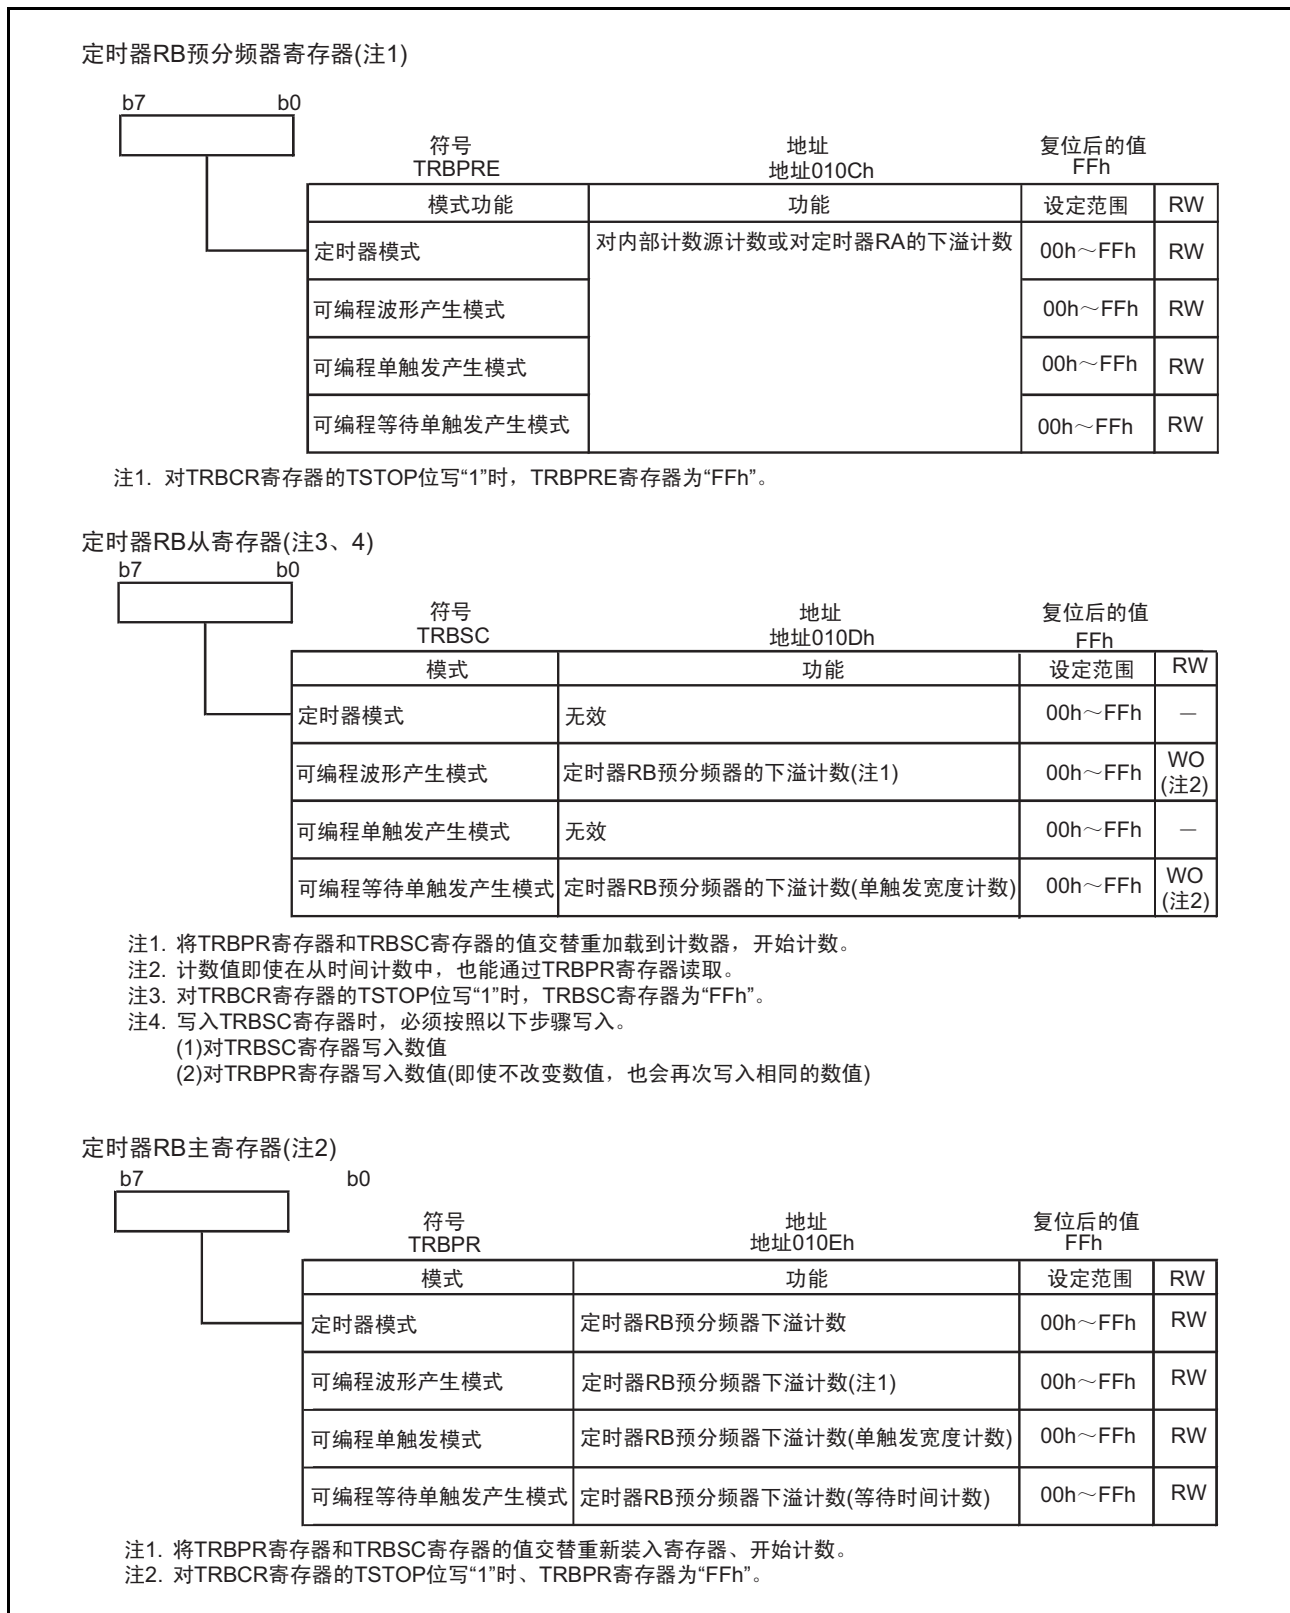 定时器RB预分频器寄存器(注1)
b7 b0
符号 地址 复位后的值
TRBPRE 地址010Ch FFh
模式功能 功能 设定范围 RW
定时器模式 对内部计数源计数或对定时器RA的下溢计数 00h～FFh RW
可编程波形产生模式 00h～FFh RW
可编程单触发产生模式 00h～FFh RW
可编程等待单触发产生模式 00h～FFh RW
注1. 对TRBCR寄存器的TSTOP位写“1”时，TRBPRE寄存器为“FFh”。
定时器RB从寄存器(注3、4)
b7 b0
符号 地址 复位后的值
TRBSC 地址010Dh FFh
模式 功能 设定范围 RW
定时器模式 无效 00h～FFh —
可编程波形产生模式 定时器RB预分频器的下溢计数(注1) 00h～FFh WO
(注2)
可编程单触发产生模式 无效 00h～FFh —
可编程等待单触发产生模式 定时器RB预分频器的下溢计数(单触发宽度计数) 00h～FFh WO
(注2)
注1. 将TRBPR寄存器和TRBSC寄存器的值交替重加载到计数器，开始计数。
注2. 计数值即使在从时间计数中，也能通过TRBPR寄存器读取。
注3. 对TRBCR寄存器的TSTOP位写“1”时，TRBSC寄存器为“FFh”。
注4. 写入TRBSC寄存器时，必须按照以下步骤写入。
(1)对TRBSC寄存器写入数值
(2)对TRBPR寄存器写入数值(即使不改变数值，也会再次写入相同的数值)
定时器RB主寄存器(注2)
b7 b0
符号 地址 复位后的值
TRBPR 地址010Eh FFh
模式 功能 设定范围 RW
定时器模式 定时器RB预分频器下溢计数 00h～FFh RW
可编程波形产生模式 定时器RB预分频器下溢计数(注1) 00h～FFh RW
可编程单触发模式 定时器RB预分频器下溢计数(单触发宽度计数) 00h～FFh RW
可编程等待单触发产生模式 定时器RB预分频器下溢计数(等待时间计数) 00h～FFh RW
注1. 将TRBPR寄存器和TRBSC寄存器的值交替重新装入寄存器、开始计数。
注2. 对TRBCR寄存器的TSTOP位写“1”时、TRBPR寄存器为“FFh”。